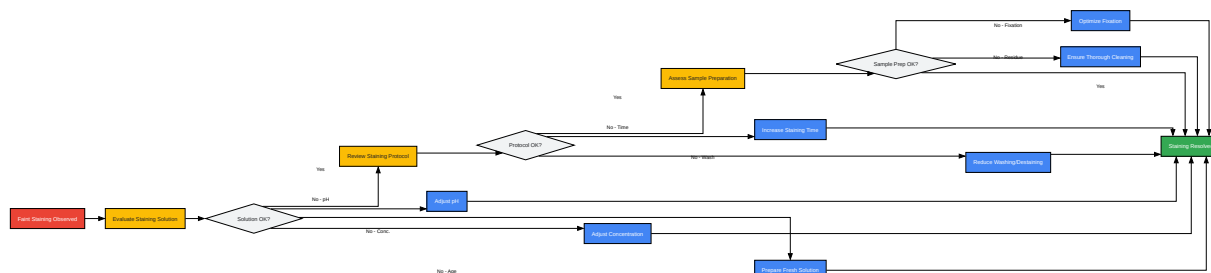 No - Fixation
Optimize Fixation
Sample Prep OK?
No - Residue
Ensure Thorough Cleaning
Assess Sample Preparation
Yes
Yes
No - Time
Increase Staining Time
Protocol OK?
Staining Resolved
Review Staining Protocol
No - Wash
Reduce Washing/Destaining
Yes
No - pH
Adjust pH
Faint Staining Observed
Evaluate Staining Solution
Solution OK?
No - Conc.
Adjust Concentration
No - Age
Prepare Fresh Solution